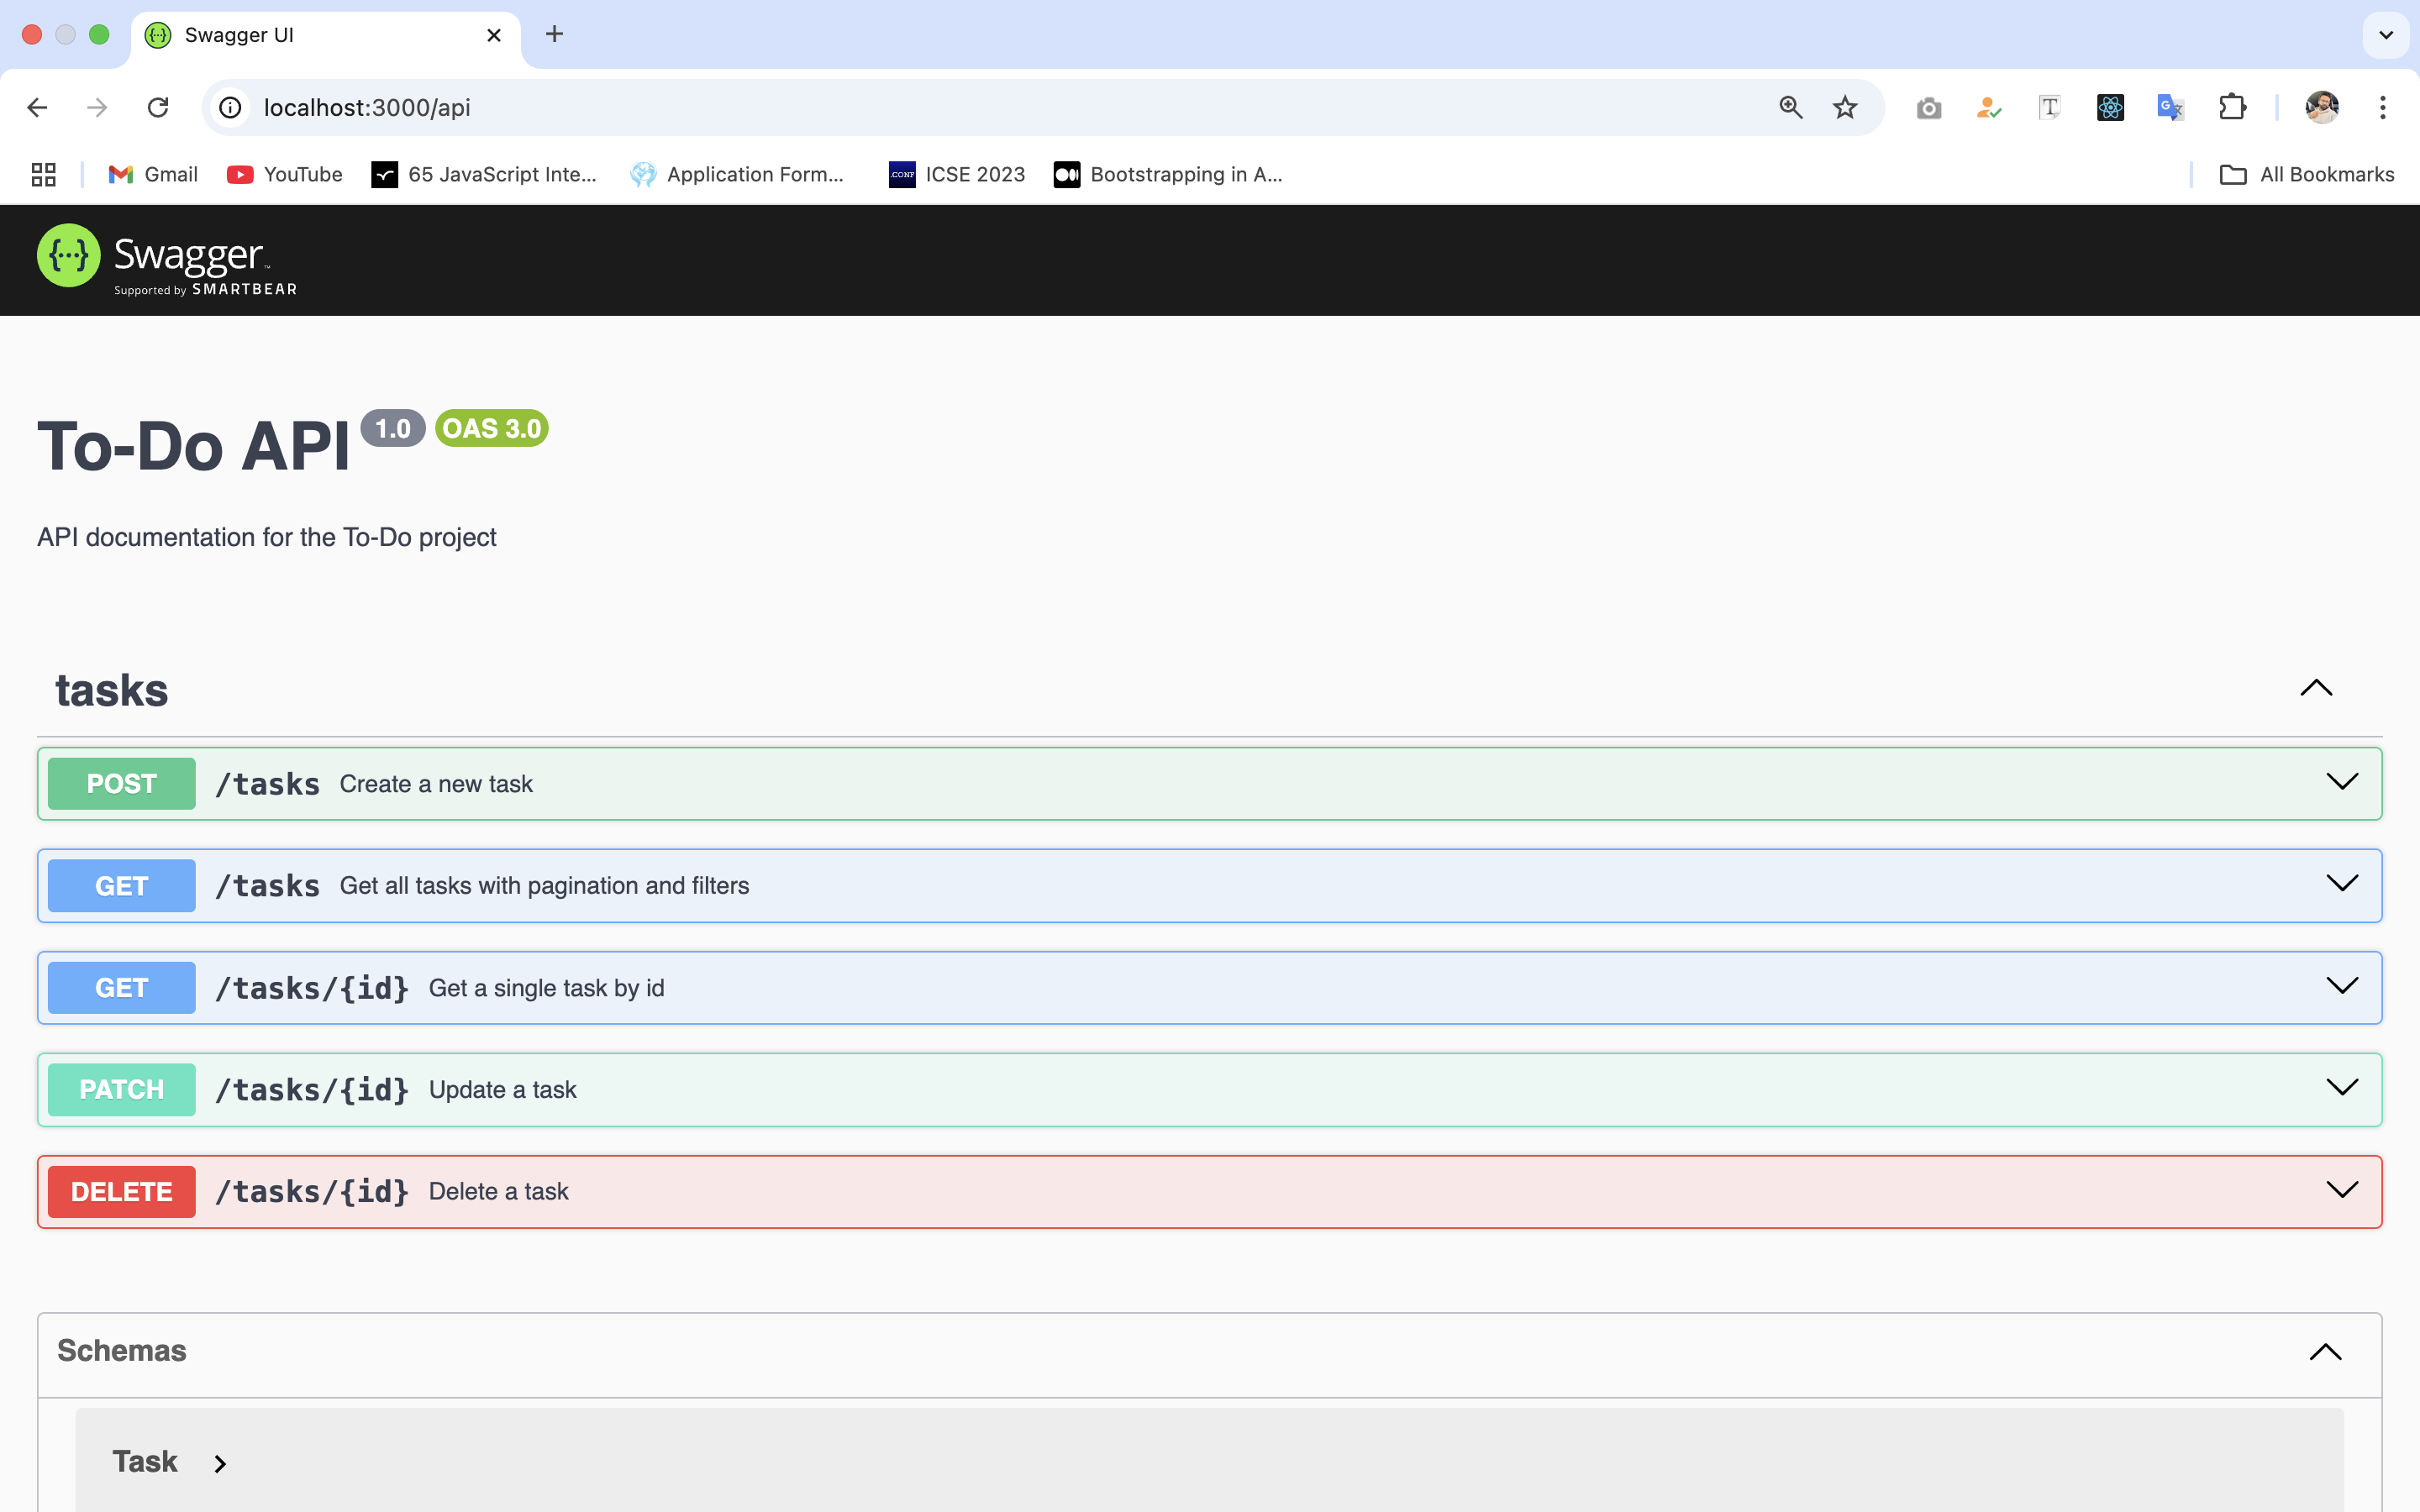 Swagger UI
localhost:3000/api
Gmail YouTube 65 JavaScript Inte... Application Form... .CONF ICSE 2023 Bootstrapping in A... All Bookmarks
{...} Swagger™
Supported by SMARTBEAR
To-Do API 1.0 OAS 3.0
API documentation for the To-Do project
tasks
POST /tasks Create a new task
GET /tasks Get all tasks with pagination and filters
GET /tasks/{id} Get a single task by id
PATCH /tasks/{id} Update a task
DELETE /tasks/{id} Delete a task
Schemas
Task